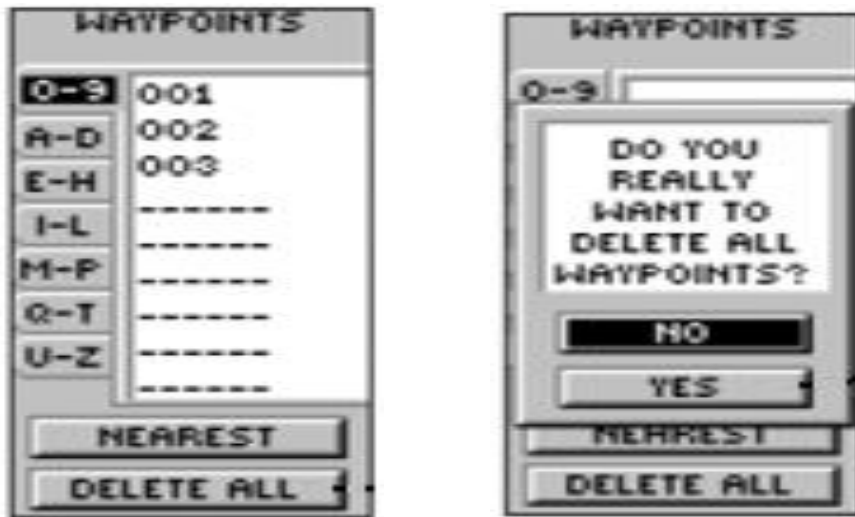 WAYPOINTS
0-9
001
002
003
A-D
E-H
I-L
M-P
Q-T
U-Z
------
------
------
------
------
------
NEAREST
DELETE ALL
WAYPOINTS
0-9
DO YOU
REALLY
WANT TO
DELETE ALL
WAYPOINTS?
NO
YES
NEAREST
DELETE ALL